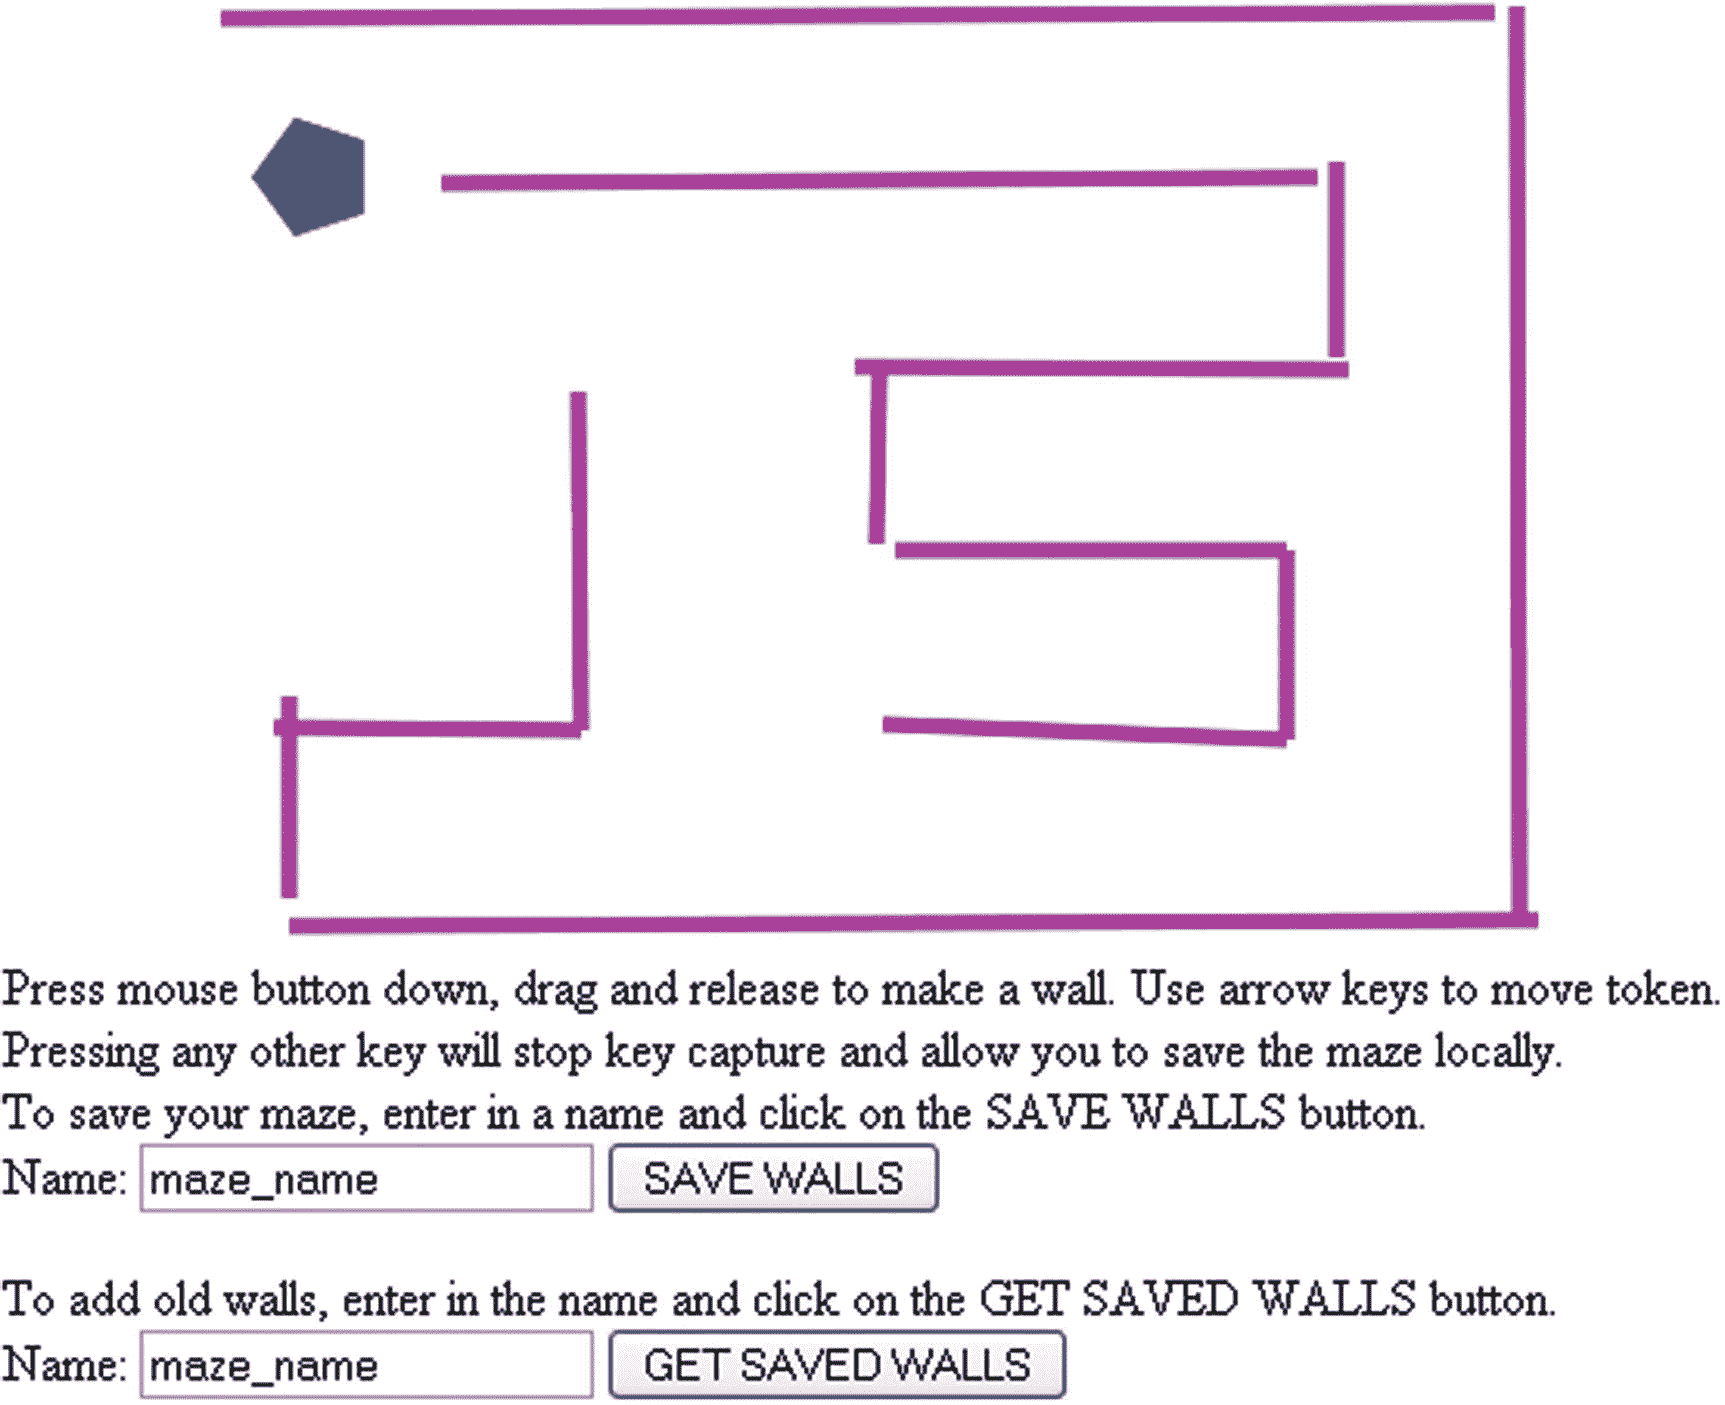 Press mouse button down, drag and release to make a wall. Use arrow keys to move token.
Pressing any other key will stop key capture and allow you to save the maze locally.
To save your maze, enter in a name and click on the SAVE WALLS button.
Name: maze_name SAVE WALLS
To add old walls, enter in the name and click on the GET SAVED WALLS button.
Name: maze_name GET SAVED WALLS